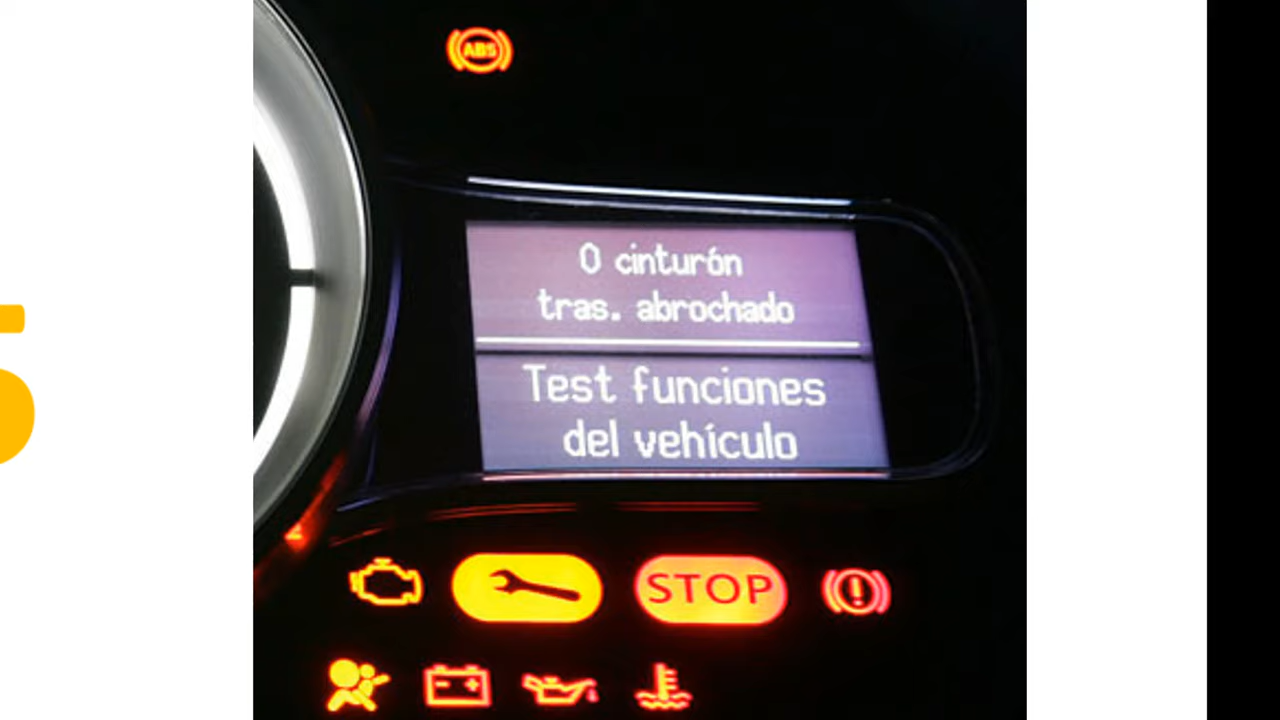 ABS
0 cinturón
tras. abrochado
Test funciones
del vehículo
STOP